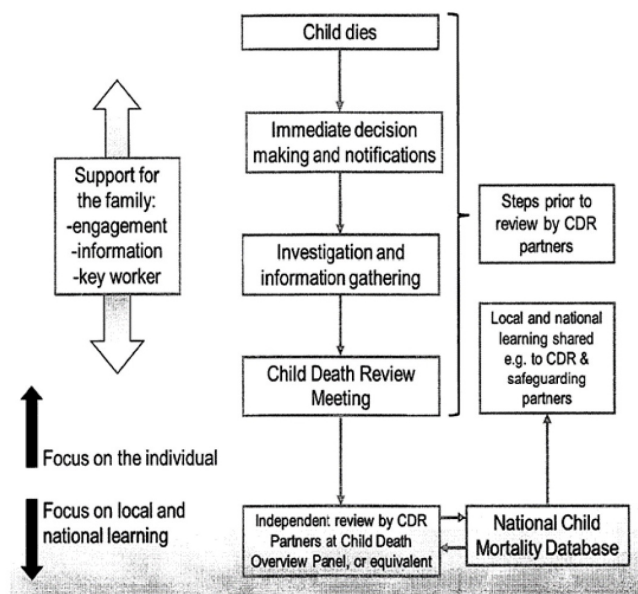 Child dies
Immediate decision
making and notifications
Support for
the family:
-engagement
-information
-key worker
Steps prior to
review by CDR
partners
Investigation and
information gathering
Local and national
learning shared
e.g. to CDR &
safeguarding
partners
Child Death Review
Meeting
Focus on the individual
Focus on local and
national learning
Independent review by CDR
Partners at Child Death
Overview Panel, or equivalent
National Child
Mortality Database